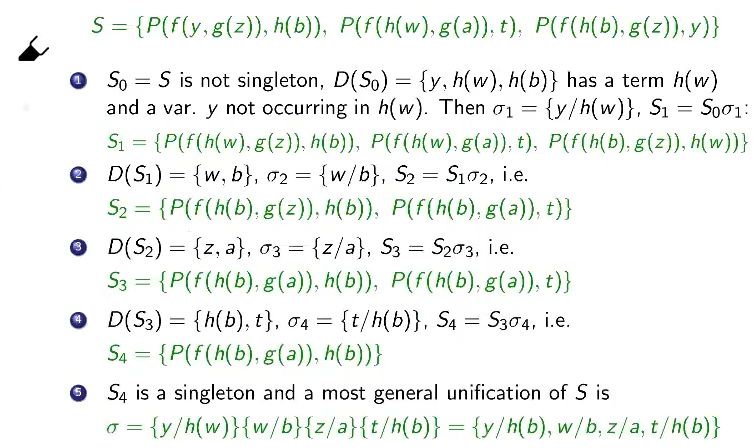 S = {P(f(y, g(z)), h(b)), P(f(h(w), g(a)), t), P(f(h(b), g(z)), y)}
1 S₀ = S is not singleton, D(S₀) = {y, h(w), h(b)} has a term h(w)
and a var. y not occurring in h(w). Then σ₁ = {y/h(w)}, S₁ = S₀σ₁:
S₁ = {P(f(h(w), g(z)), h(b)), P(f(h(w), g(a)), t), P(f(h(b), g(z)), h(w))}
2 D(S₁) = {w, b}, σ₂ = {w/b}, S₂ = S₁σ₂, i.e.
S₂ = {P(f(h(b), g(z)), h(b)), P(f(h(b), g(a)), t)}
3 D(S₂) = {z, a}, σ₃ = {z/a}, S₃ = S₂σ₃, i.e.
S₃ = {P(f(h(b), g(a)), h(b)), P(f(h(b), g(a)), t)}
4 D(S₃) = {h(b), t}, σ₄ = {t/h(b)}, S₄ = S₃σ₄, i.e.
S₄ = {P(f(h(b), g(a)), h(b))}
5 S₄ is a singleton and a most general unification of S is
σ = {y/h(w)}{w/b}{z/a}{t/h(b)} = {y/h(b), w/b, z/a, t/h(b)}